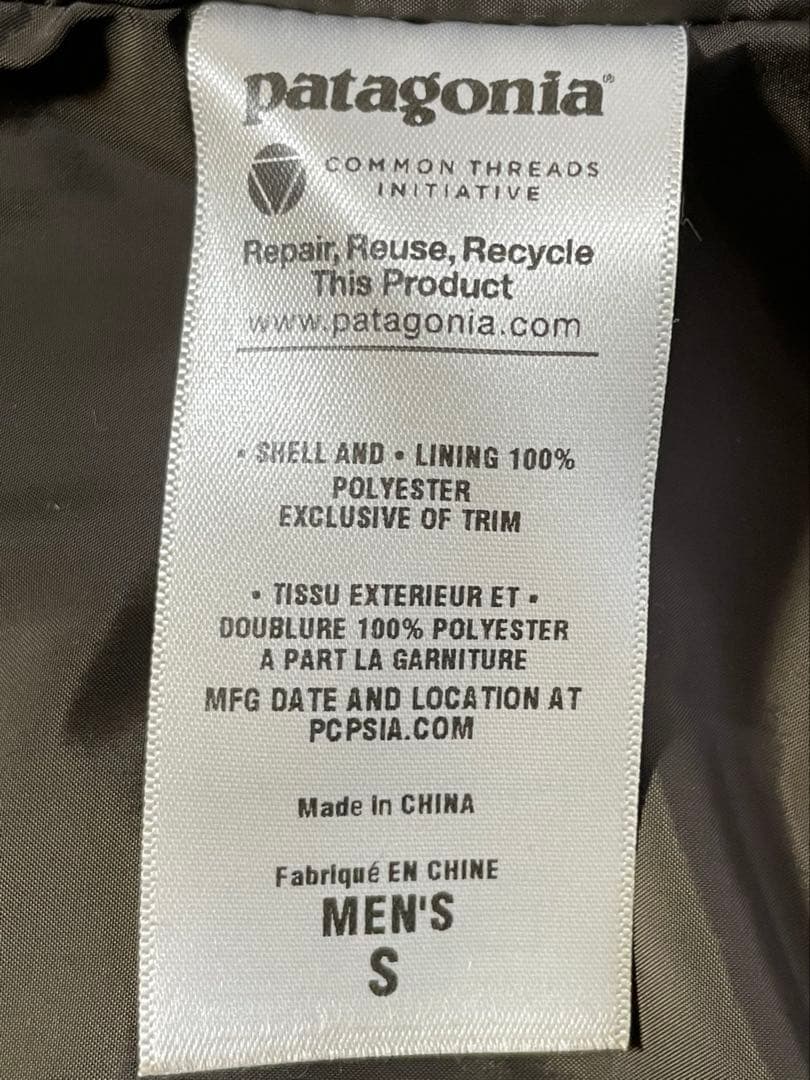 patagonia®
COMMON THREADS
INITIATIVE
Repair, Reuse, Recycle
This Product
www.patagonia.com
• SHELL AND • LINING 100%
POLYESTER
EXCLUSIVE OF TRIM
• TISSU EXTERIEUR ET •
DOUBLURE 100% POLYESTER
A PART LA GARNITURE
MFG DATE AND LOCATION AT
PCPSIA.COM
Made in CHINA
Fabriqué EN CHINE
MEN'S
S